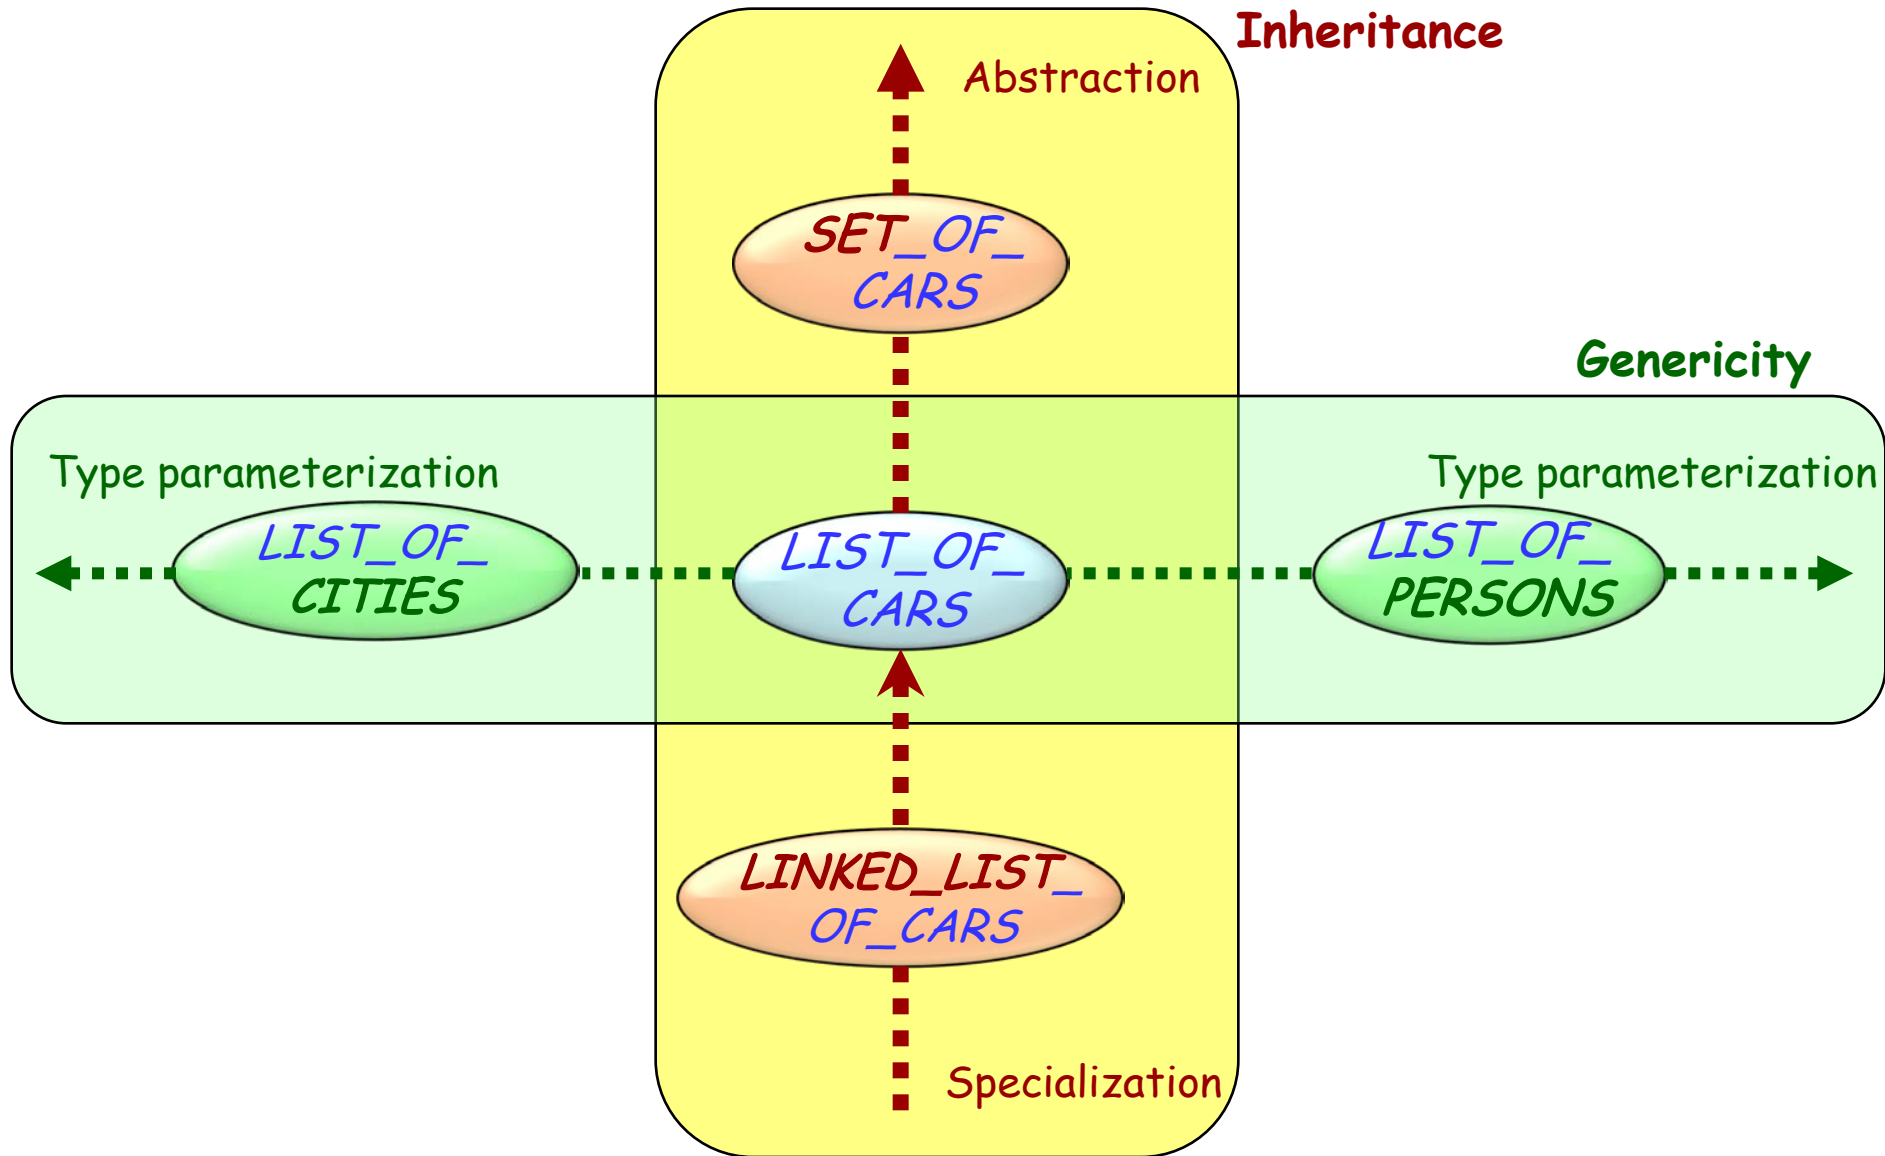 Inheritance
Abstraction
SET_OF_
CARS
Genericity
Type parameterization
Type parameterization
LIST_OF_
CITIES
LIST_OF_
CARS
LIST_OF_
PERSONS
LINKED_LIST_
OF_CARS
Specialization